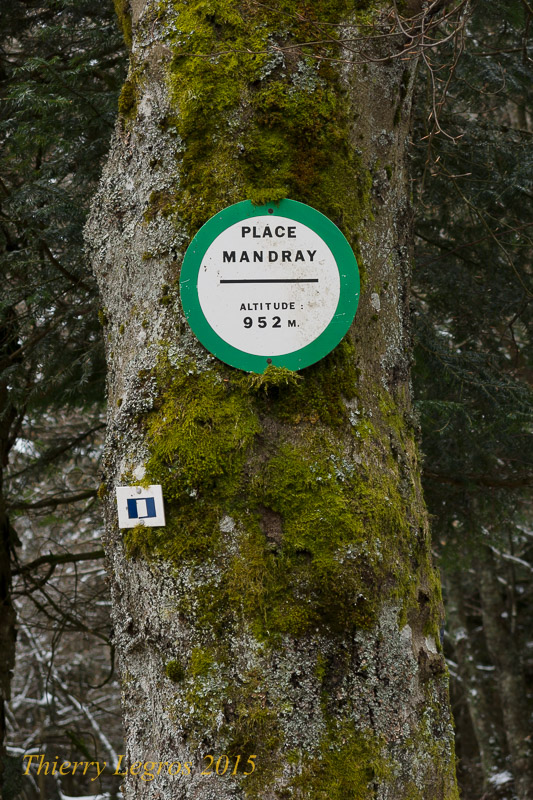 PLACE
MANDRAY
ALTITUDE :
952 M.
Thierry Legros 2015